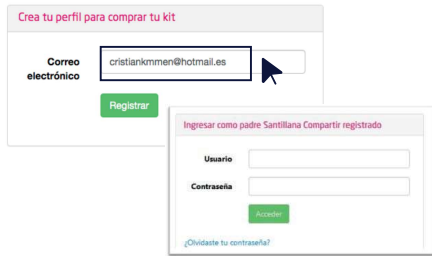 Crea tu perfil para comprar tu kit
Correo electrónico
cristiankmmen@hotmail.es
Registrar
Ingresar como padre Santillana Compartir registrado
Usuario
Contraseña
Acceder
¿Olvidaste tu contraseña?